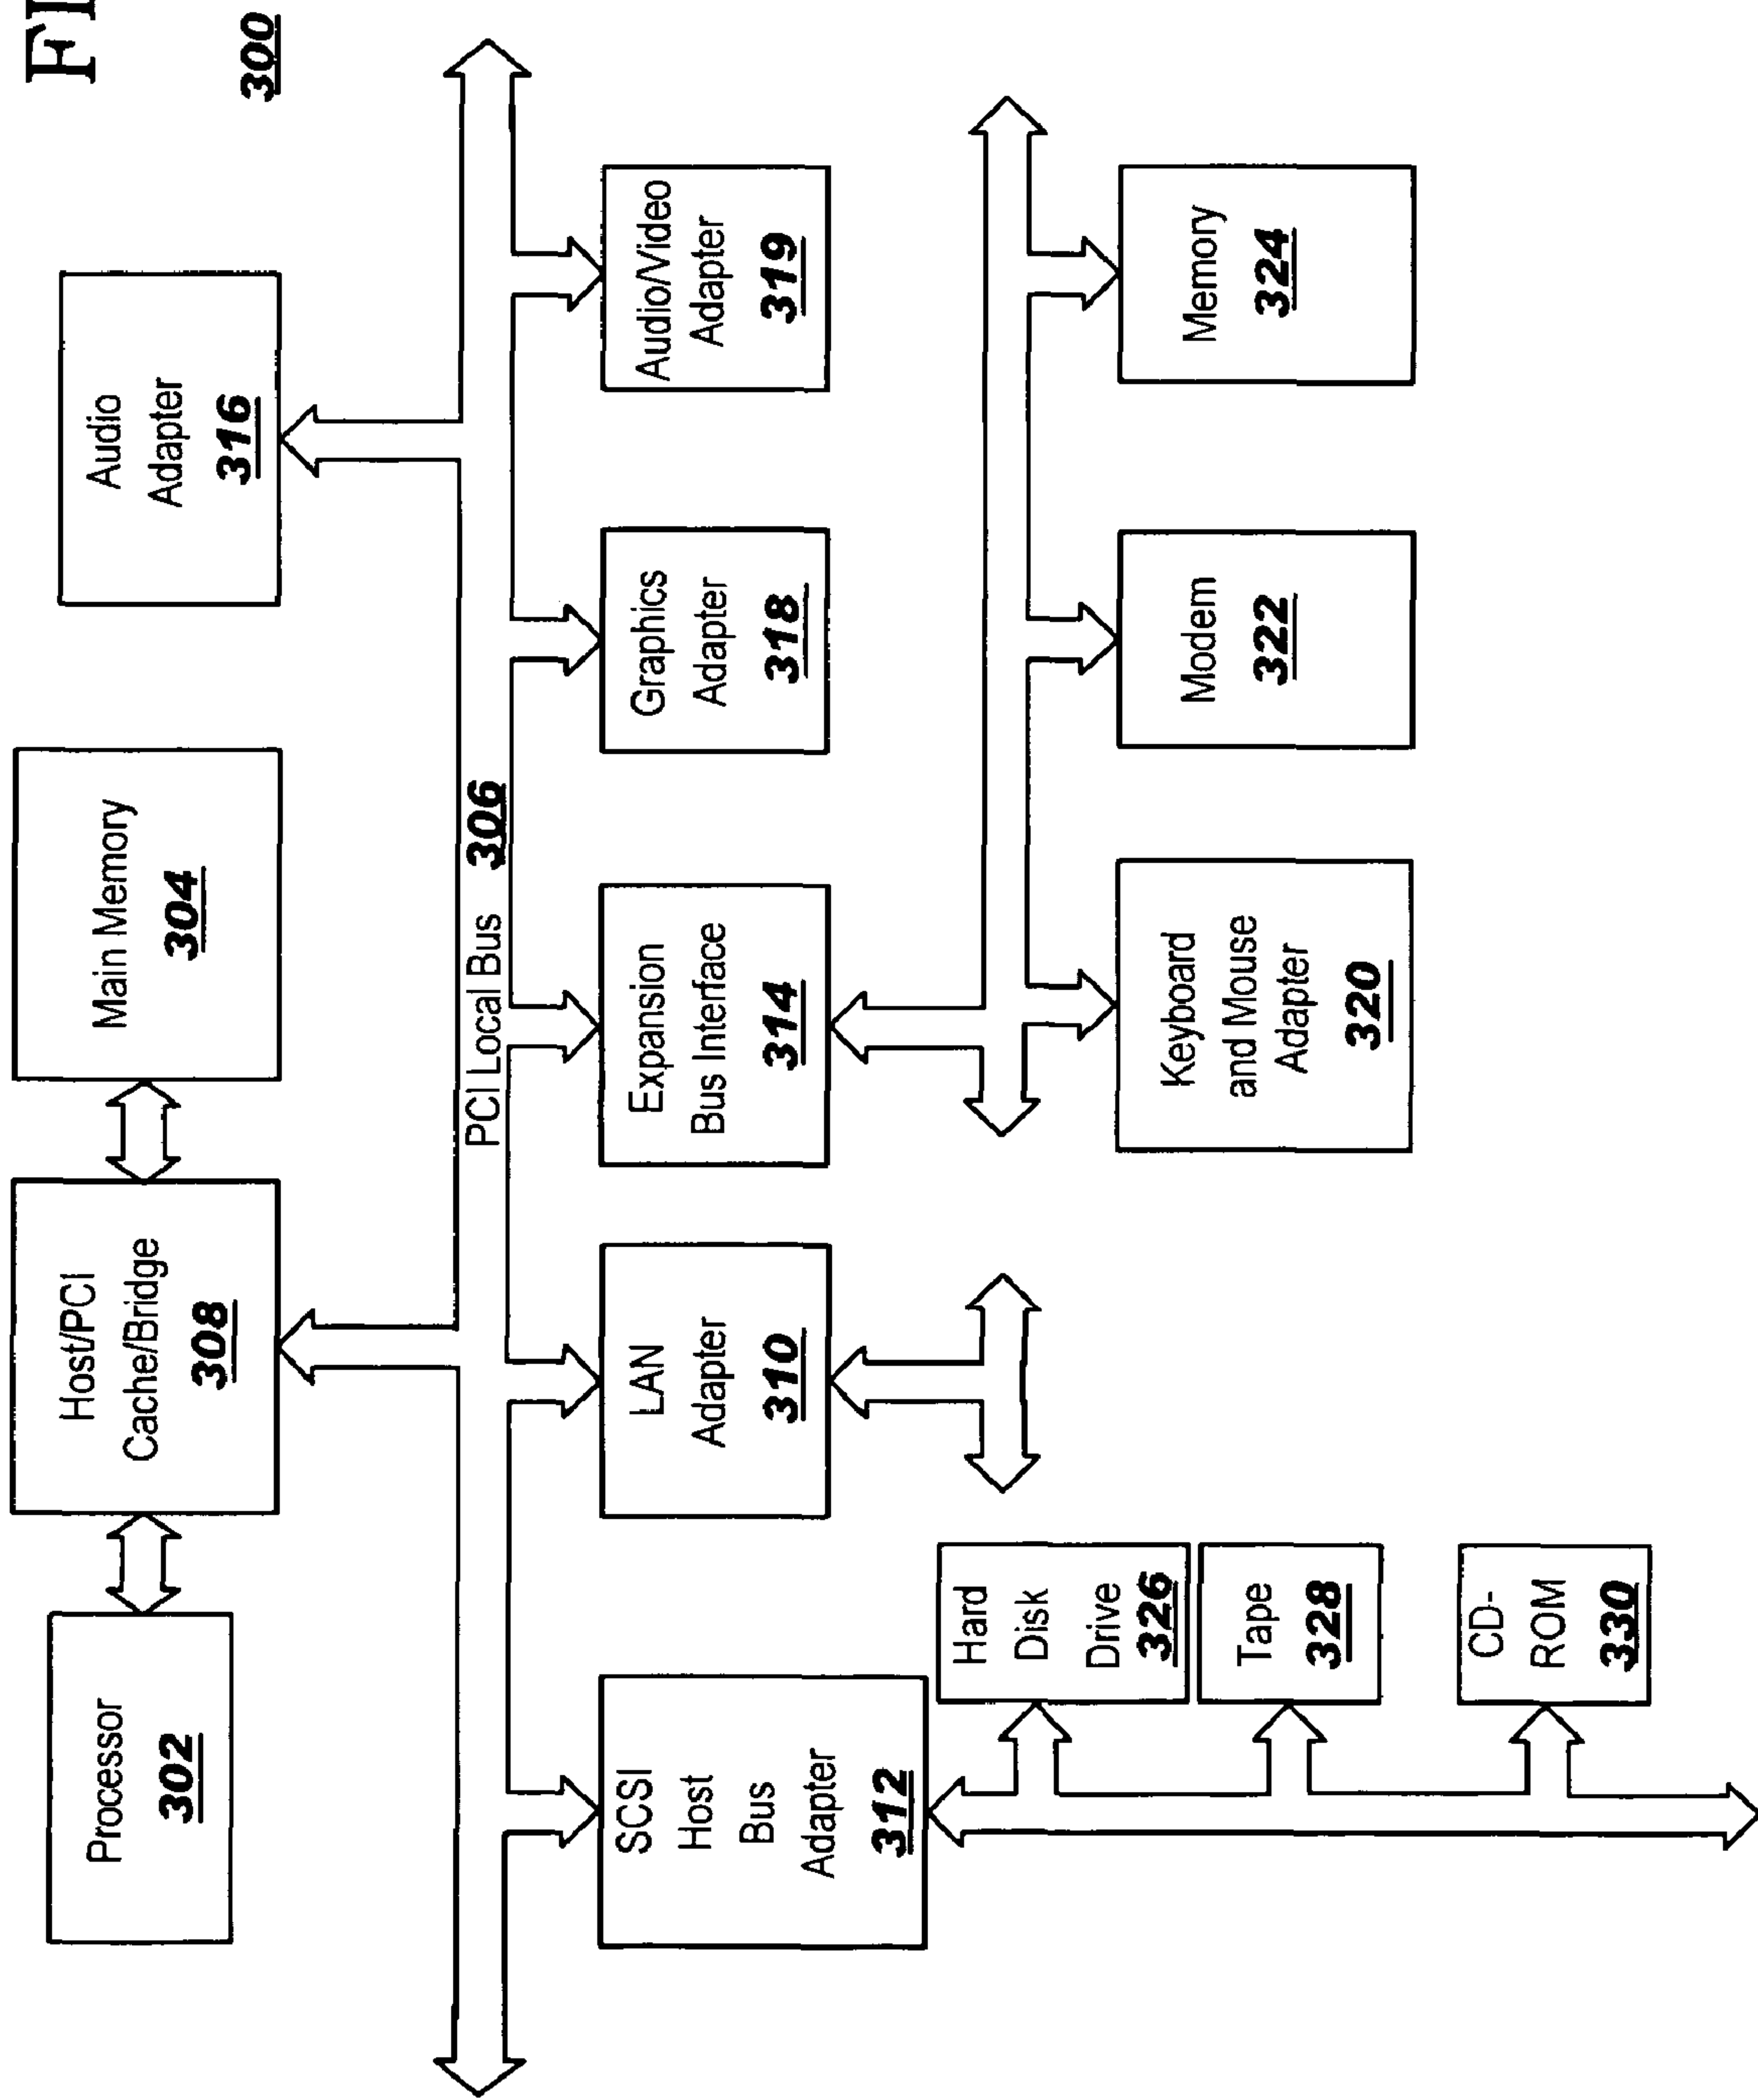 FI
300
Processor
302
Host/PCI
Cache/Bridge
308
Main Memory
304
Audio
Adapter
316
PCI Local Bus 306
SCSI
Host
Bus
Adapter
312
LAN
Adapter
310
Expansion
Bus Interface
314
Graphics
Adapter
318
Audio/Video
Adapter
319
Hard
Disk
Drive
326
Tape
328
CD-
ROM
330
Keyboard
and Mouse
Adapter
320
Modem
322
Memory
324